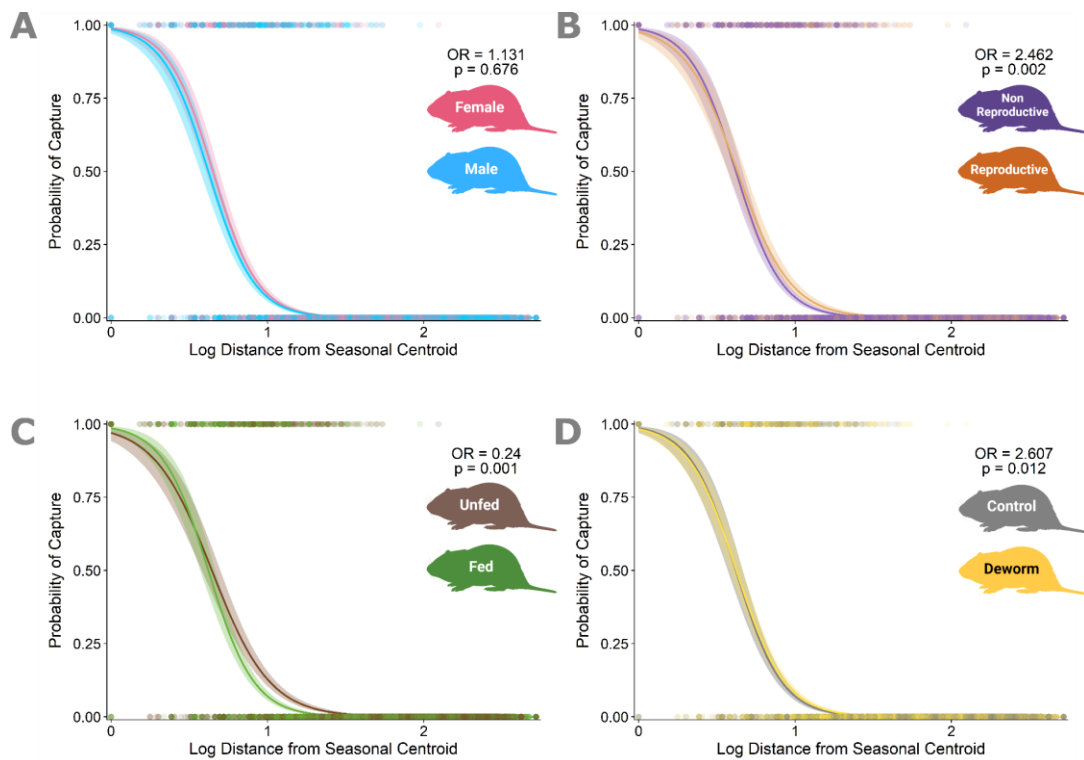 A
1.00
0.75
0.50
0.25
0.00
Probability of Capture
0
1
2
Log Distance from Seasonal Centroid
OR = 1.131
p = 0.676
Female
Male
B
1.00
0.75
0.50
0.25
0.00
Probability of Capture
0
1
2
Log Distance from Seasonal Centroid
OR = 2.462
p = 0.002
Non
Reproductive
Reproductive
C
1.00
0.75
0.50
0.25
0.00
Probability of Capture
0
1
2
Log Distance from Seasonal Centroid
OR = 0.24
p = 0.001
Unfed
Fed
D
1.00
0.75
0.50
0.25
0.00
Probability of Capture
0
1
2
Log Distance from Seasonal Centroid
OR = 2.607
p = 0.012
Control
Deworm